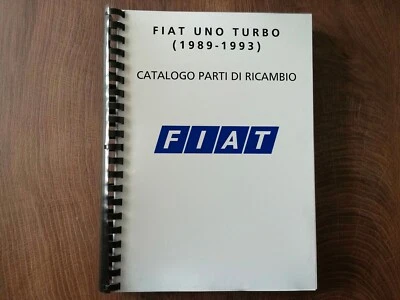 FIAT UNO TURBO
(1989-1993)
CATALOGO PARTI DI RICAMBIO
FIAT